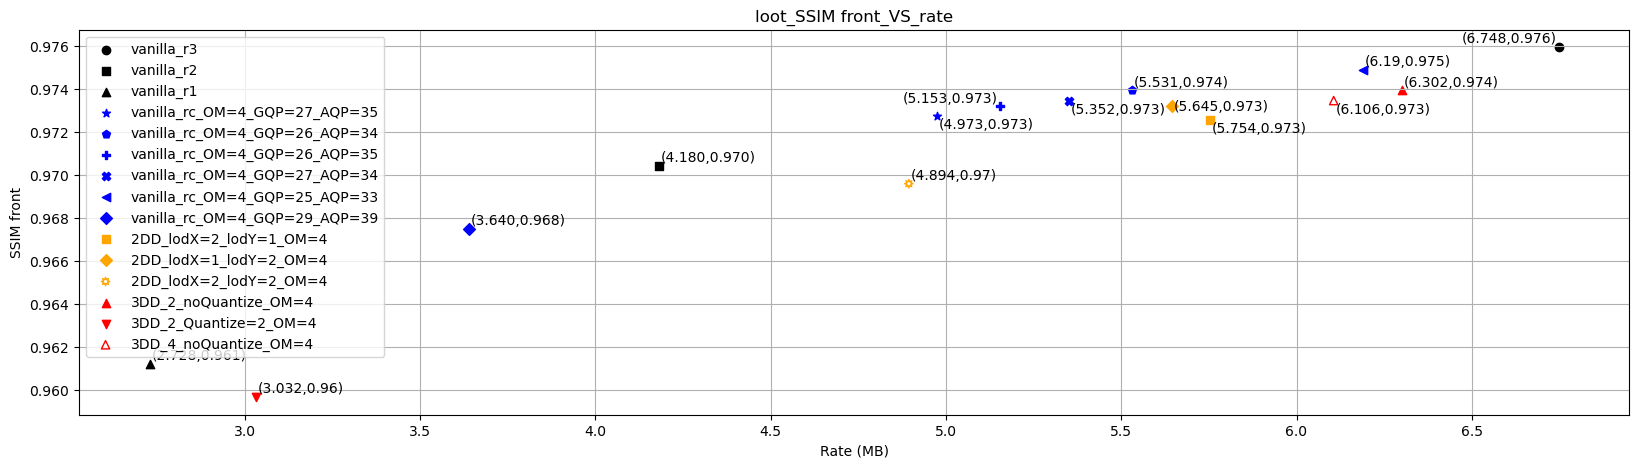 loot_SSIM front_VS_rate
SSIM front
0.976
0.974
0.972
0.970
0.968
0.966
0.964
0.962
0.960
vanilla_r3
vanilla_r2
vanilla_r1
vanilla_rc_OM=4_GQP=27_AQP=35
vanilla_rc_OM=4_GQP=26_AQP=34
vanilla_rc_OM=4_GQP=26_AQP=35
vanilla_rc_OM=4_GQP=27_AQP=34
vanilla_rc_OM=4_GQP=25_AQP=33
vanilla_rc_OM=4_GQP=29_AQP=39
2DD_lodX=2_lodY=1_OM=4
2DD_lodX=1_lodY=2_OM=4
2DD_lodX=2_lodY=2_OM=4
3DD_2_noQuantize_OM=4
3DD_2_Quantize=2_OM=4
3DD_4_noQuantize_OM=4
(6.748,0.976)
(6.19,0.975)
(5.531,0.974)
(6.302,0.974)
(5.153,0.973)
(5.645,0.973)
(5.352,0.973)
(6.106,0.973)
(4.973,0.973)
(5.754,0.973)
(4.180,0.970)
(4.894,0.97)
(3.640,0.968)
(2.728,0.961)
(3.032,0.96)
3.0
3.5
4.0
4.5
5.0
5.5
6.0
6.5
Rate (MB)